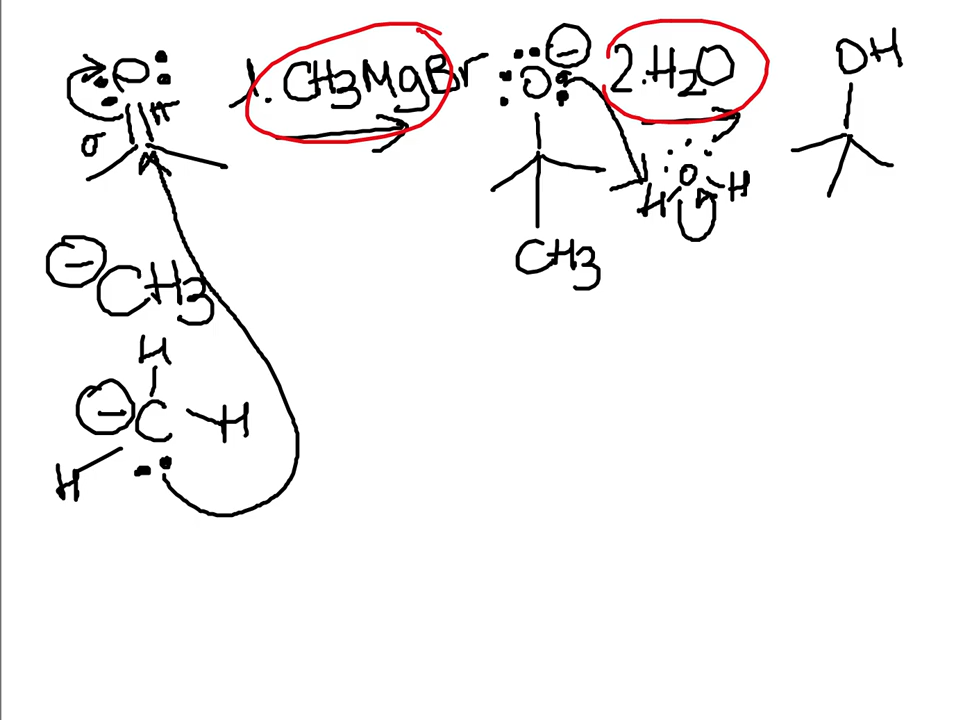 O 1. CH3MgBr O − 2. H2O OH
σ π
O H
H
− CH3
H
− C H
H
CH3